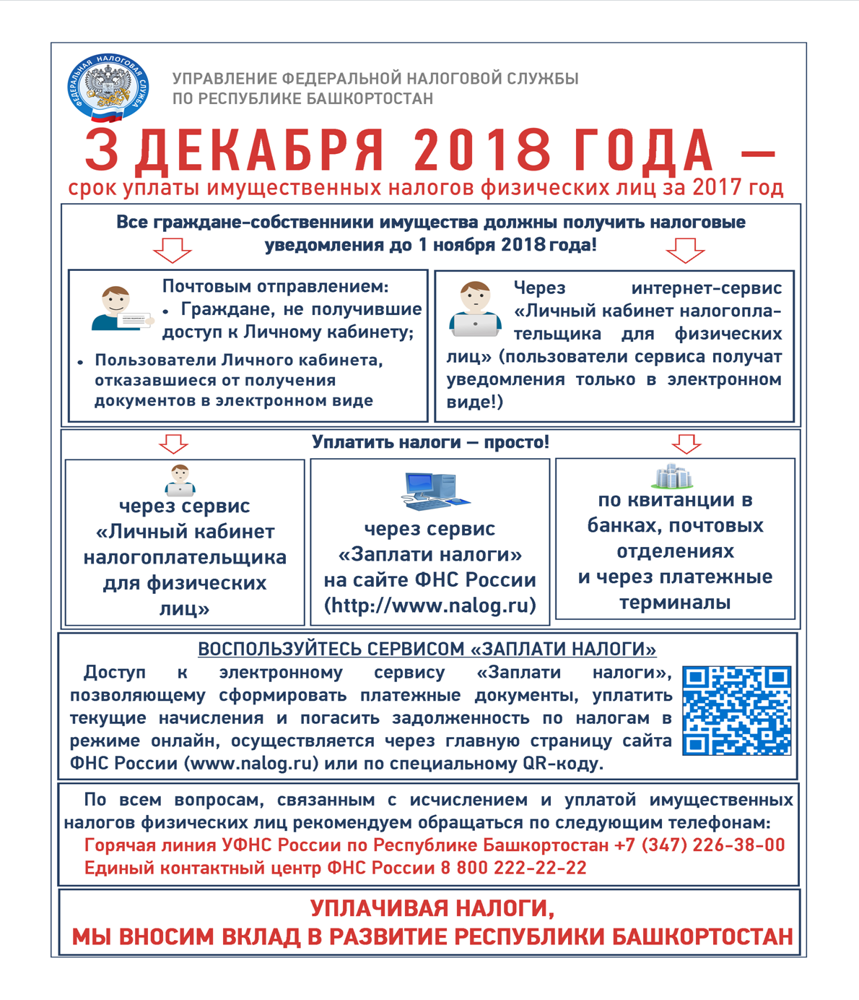 ФЕДЕРАЛЬНАЯ НАЛОГОВАЯ СЛУЖБА
УПРАВЛЕНИЕ ФЕДЕРАЛЬНОЙ НАЛОГОВОЙ СЛУЖБЫ
ПО РЕСПУБЛИКЕ БАШКОРТОСТАН
3 ДЕКАБРЯ 2018 ГОДА –
срок уплаты имущественных налогов физических лиц за 2017 год
Все граждане-собственники имущества должны получить налоговые
уведомления до 1 ноября 2018 года!
Почтовым отправлением:
• Граждане, не получившие
доступ к Личному кабинету;
• Пользователи Личного кабинета,
отказавшиеся от получения
документов в электронном виде
Через интернет-сервис
«Личный кабинет налогопла-
тельщика для физических
лиц» (пользователи сервиса получат
уведомления только в электронном
виде!)
Уплатить налоги – просто!
через сервис
«Личный кабинет
налогоплательщика
для физических
лиц»
через сервис
«Заплати налоги»
на сайте ФНС России
(http://www.nalog.ru)
по квитанции в
банках, почтовых
отделениях
и через платежные
терминалы
ВОСПОЛЬЗУЙТЕСЬ СЕРВИСОМ «ЗАПЛАТИ НАЛОГИ»
Доступ к электронному сервису «Заплати налоги»,
позволяющему сформировать платежные документы, уплатить
текущие начисления и погасить задолженность по налогам в
режиме онлайн, осуществляется через главную страницу сайта
ФНС России (www.nalog.ru) или по специальному QR-коду.
По всем вопросам, связанным с исчислением и уплатой имущественных
налогов физических лиц рекомендуем обращаться по следующим телефонам:
Горячая линия УФНС России по Республике Башкортостан +7 (347) 226-38-00
Единый контактный центр ФНС России 8 800 222-22-22
УПЛАЧИВАЯ НАЛОГИ,
МЫ ВНОСИМ ВКЛАД В РАЗВИТИЕ РЕСПУБЛИКИ БАШКОРТОСТАН